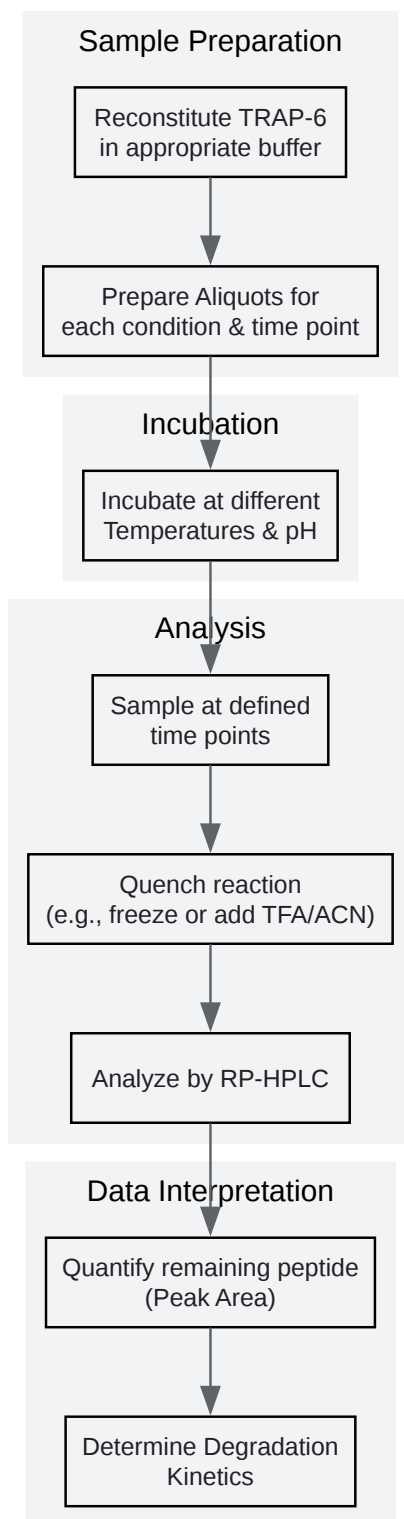 Sample Preparation
Reconstitute TRAP-6
in appropriate buffer
Prepare Aliquots for
each condition & time point
Incubation
Incubate at different
Temperatures & pH
Analysis
Sample at defined
time points
Quench reaction
(e.g., freeze or add TFA/ACN)
Analyze by RP-HPLC
Data Interpretation
Quantify remaining peptide
(Peak Area)
Determine Degradation
Kinetics